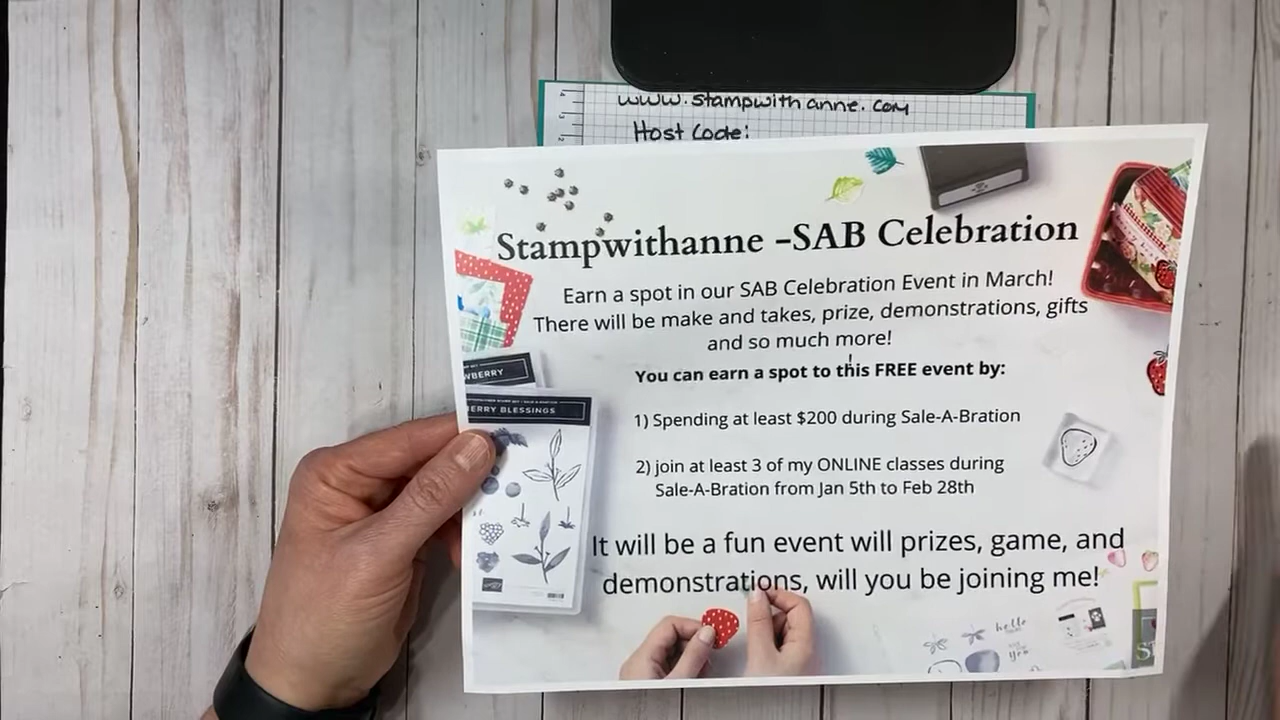 www.stampwithanne.com
Host Code:
Stampwithanne -SAB Celebration
Earn a spot in our SAB Celebration Event in March!
There will be make and takes, prize, demonstrations, gifts
and so much more!
You can earn a spot to this FREE event by:
1) Spending at least $200 during Sale-A-Bration
2) join at least 3 of my ONLINE classes during
Sale-A-Bration from Jan 5th to Feb 28th
It will be a fun event will prizes, game, and
demonstrations, will you be joining me!
WBERRY
ERRY BLESSINGS
hello
you